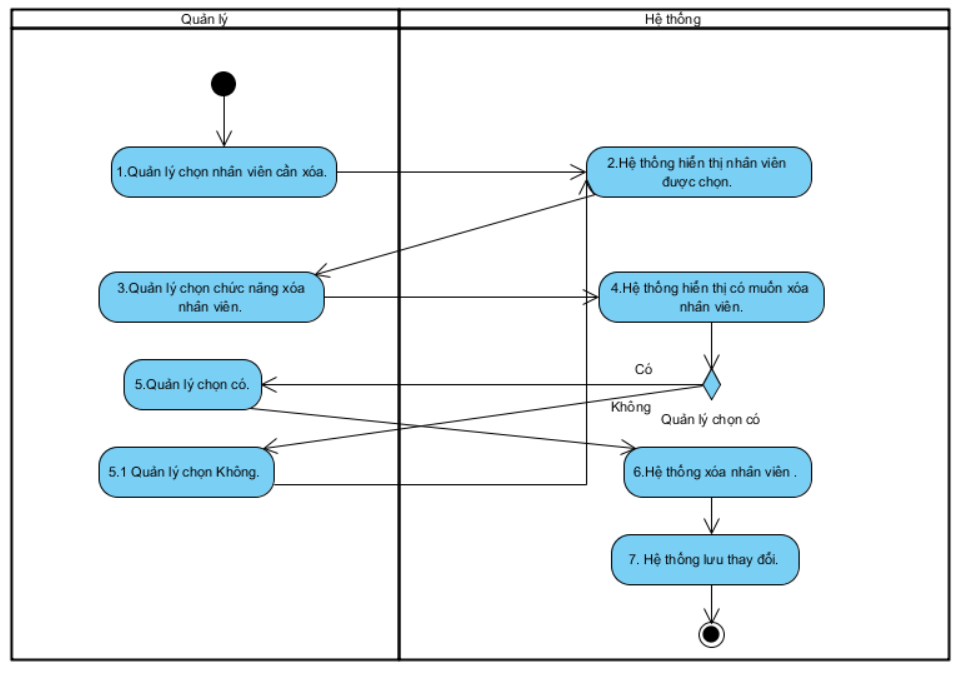 Quản lý
Hệ thống
1.Quản lý chọn nhân viên cần xóa.
2.Hệ thống hiển thị nhân viên
được chọn.
3.Quản lý chọn chức năng xóa
nhân viên.
4.Hệ thống hiển thị có muốn xóa
nhân viên.
Có
5.Quản lý chọn có.
Không
Quản lý chọn có
5.1 Quản lý chọn Không.
6.Hệ thống xóa nhân viên .
7. Hệ thống lưu thay đổi.